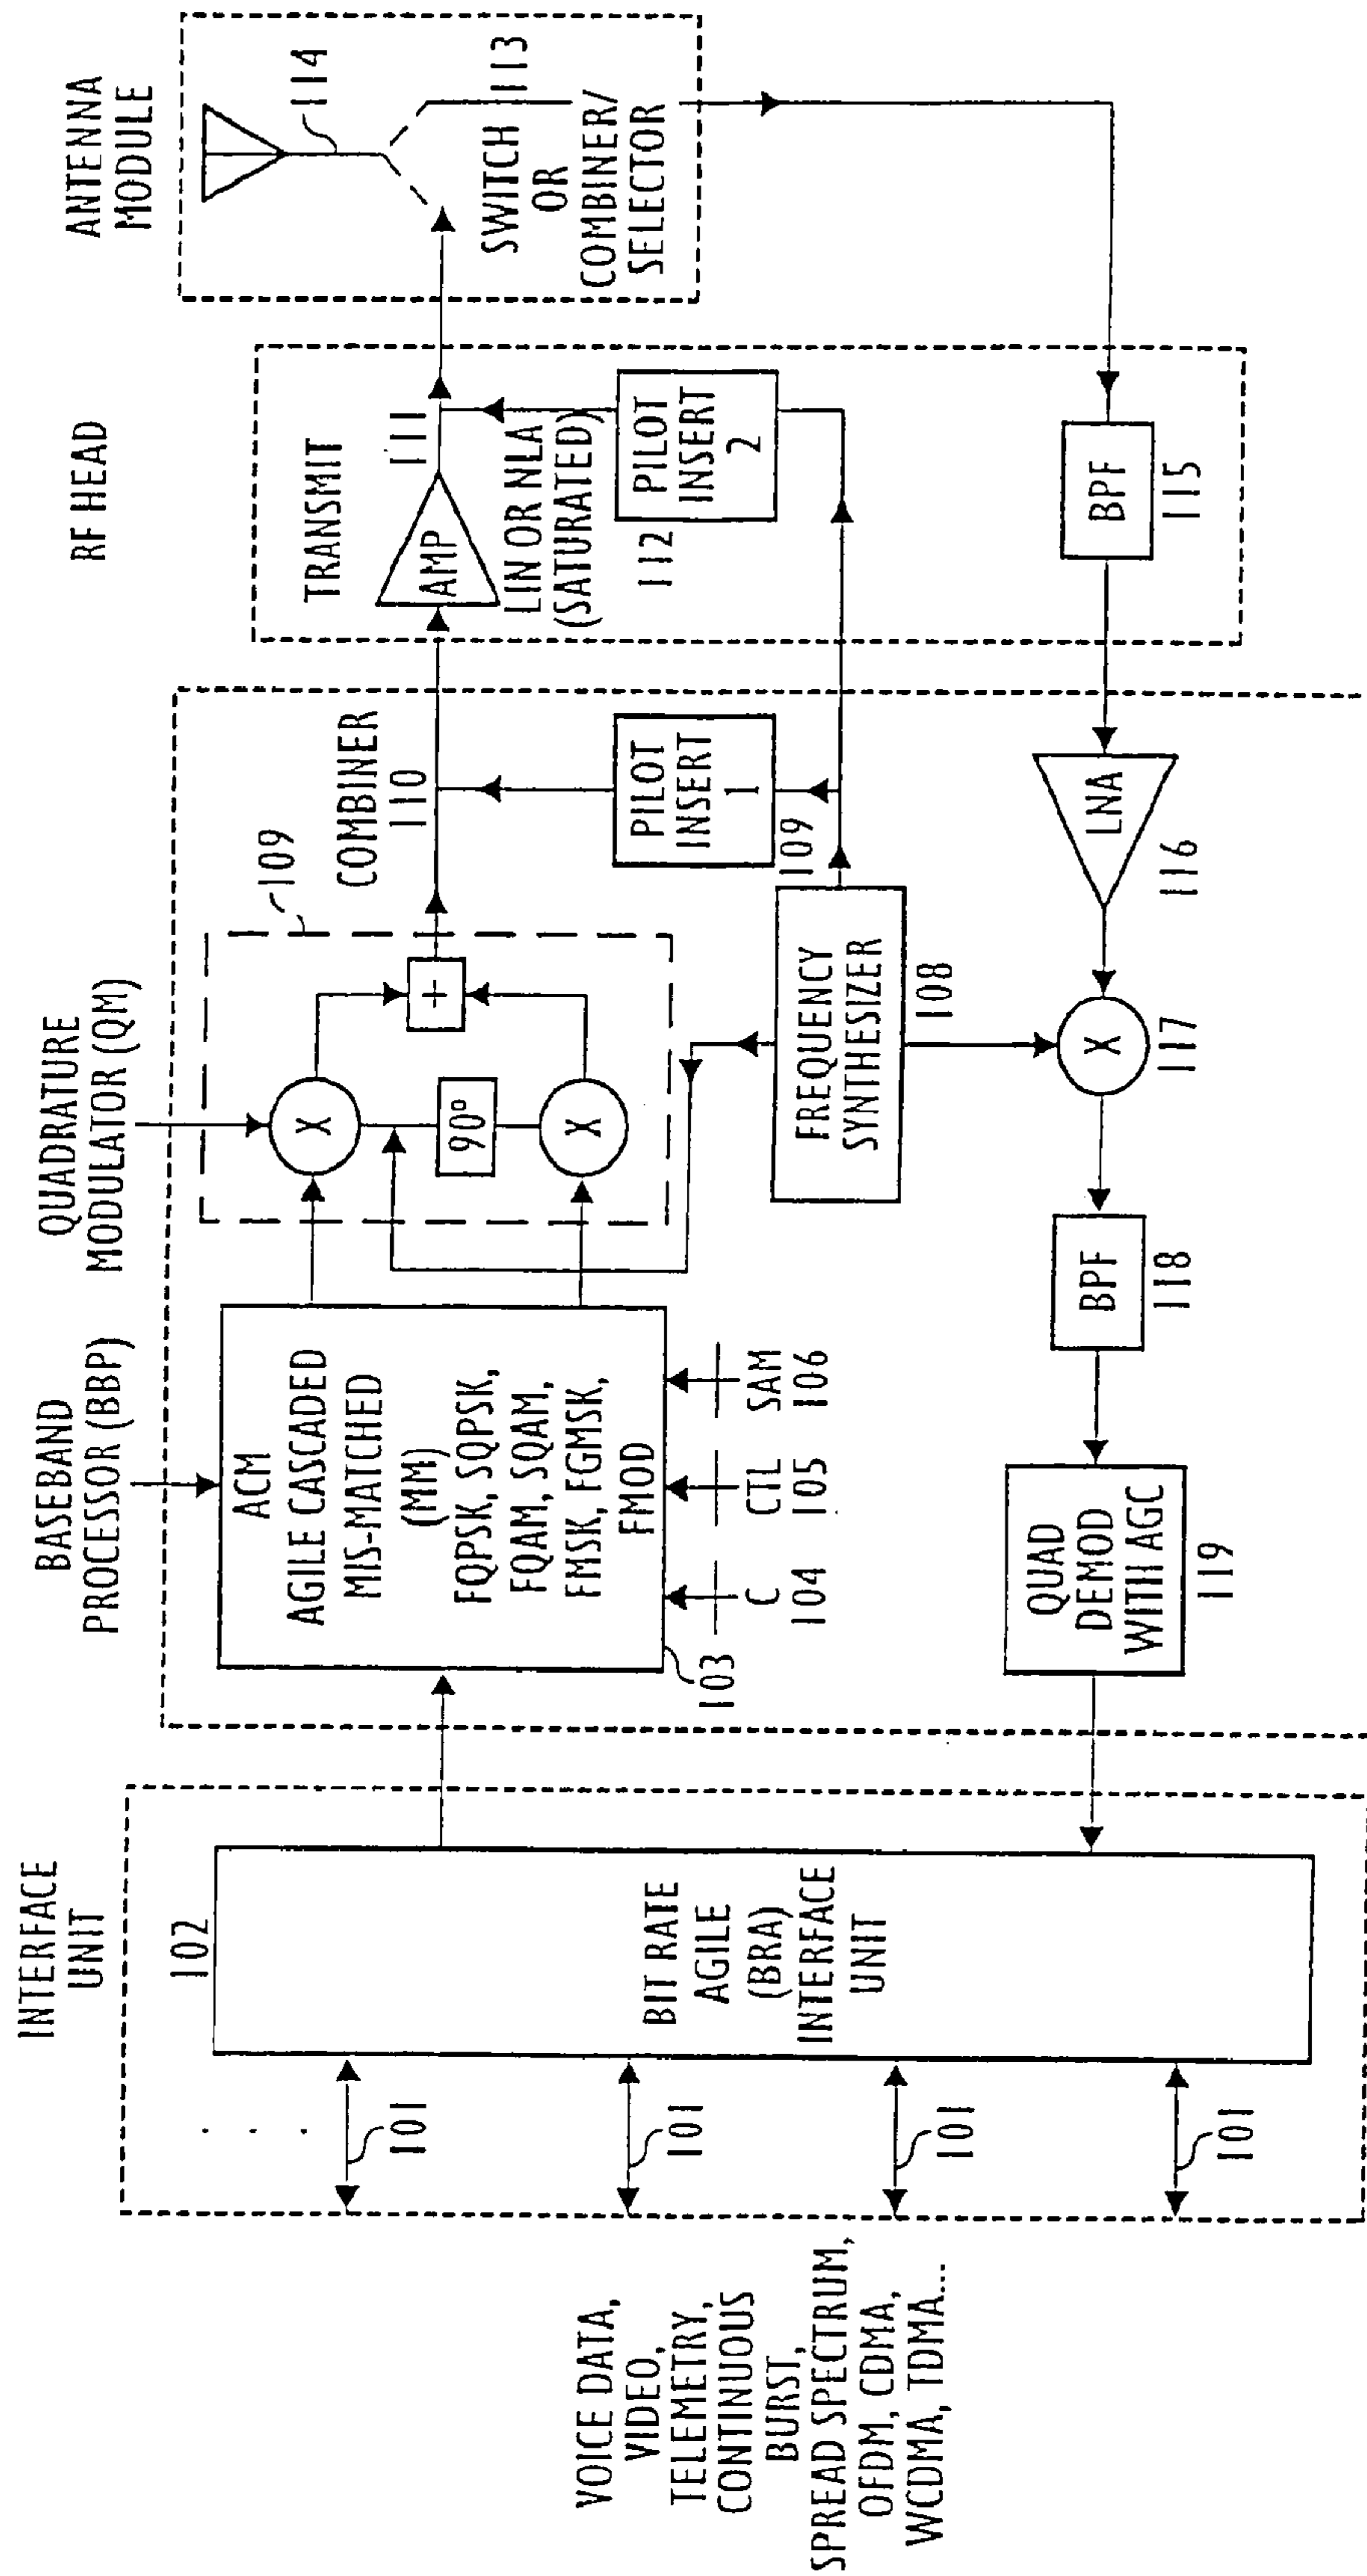 INTERFACE
UNIT
BASEBAND
PROCESSOR (BBP)
QUADRATURE
MODULATOR (QM)
RF HEAD
ANTENNA
MODULE
VOICE DATA,
VIDEO,
TELEMETRY,
CONTINUOUS
BURST,
SPREAD SPECTRUM,
OFDM, CDMA,
WCDMA, TDMA...
101
101
101
101
102
BIT RATE
AGILE
(BRA)
INTERFACE
UNIT
ACM
AGILE CASCADED
MIS-MATCHED
(MM)
FQPSK, SQPSK,
FQAM, SQAM,
FMSK, FGMSK,
FMOD
103
C
104
CTL
105
SAM
106
X
90°
X
+
109
COMBINER
110
PILOT
INSERT
1
109
FREQUENCY
SYNTHESIZER
108
TRANSMIT
AMP
111
LIN OR NLA
(SATURATED)
PILOT
INSERT
2
112
114
113
SWITCH
OR
COMBINER/
SELECTOR
BPF
115
LNA
116
X
117
BPF
118
QUAD
DEMOD
WITH AGC
119